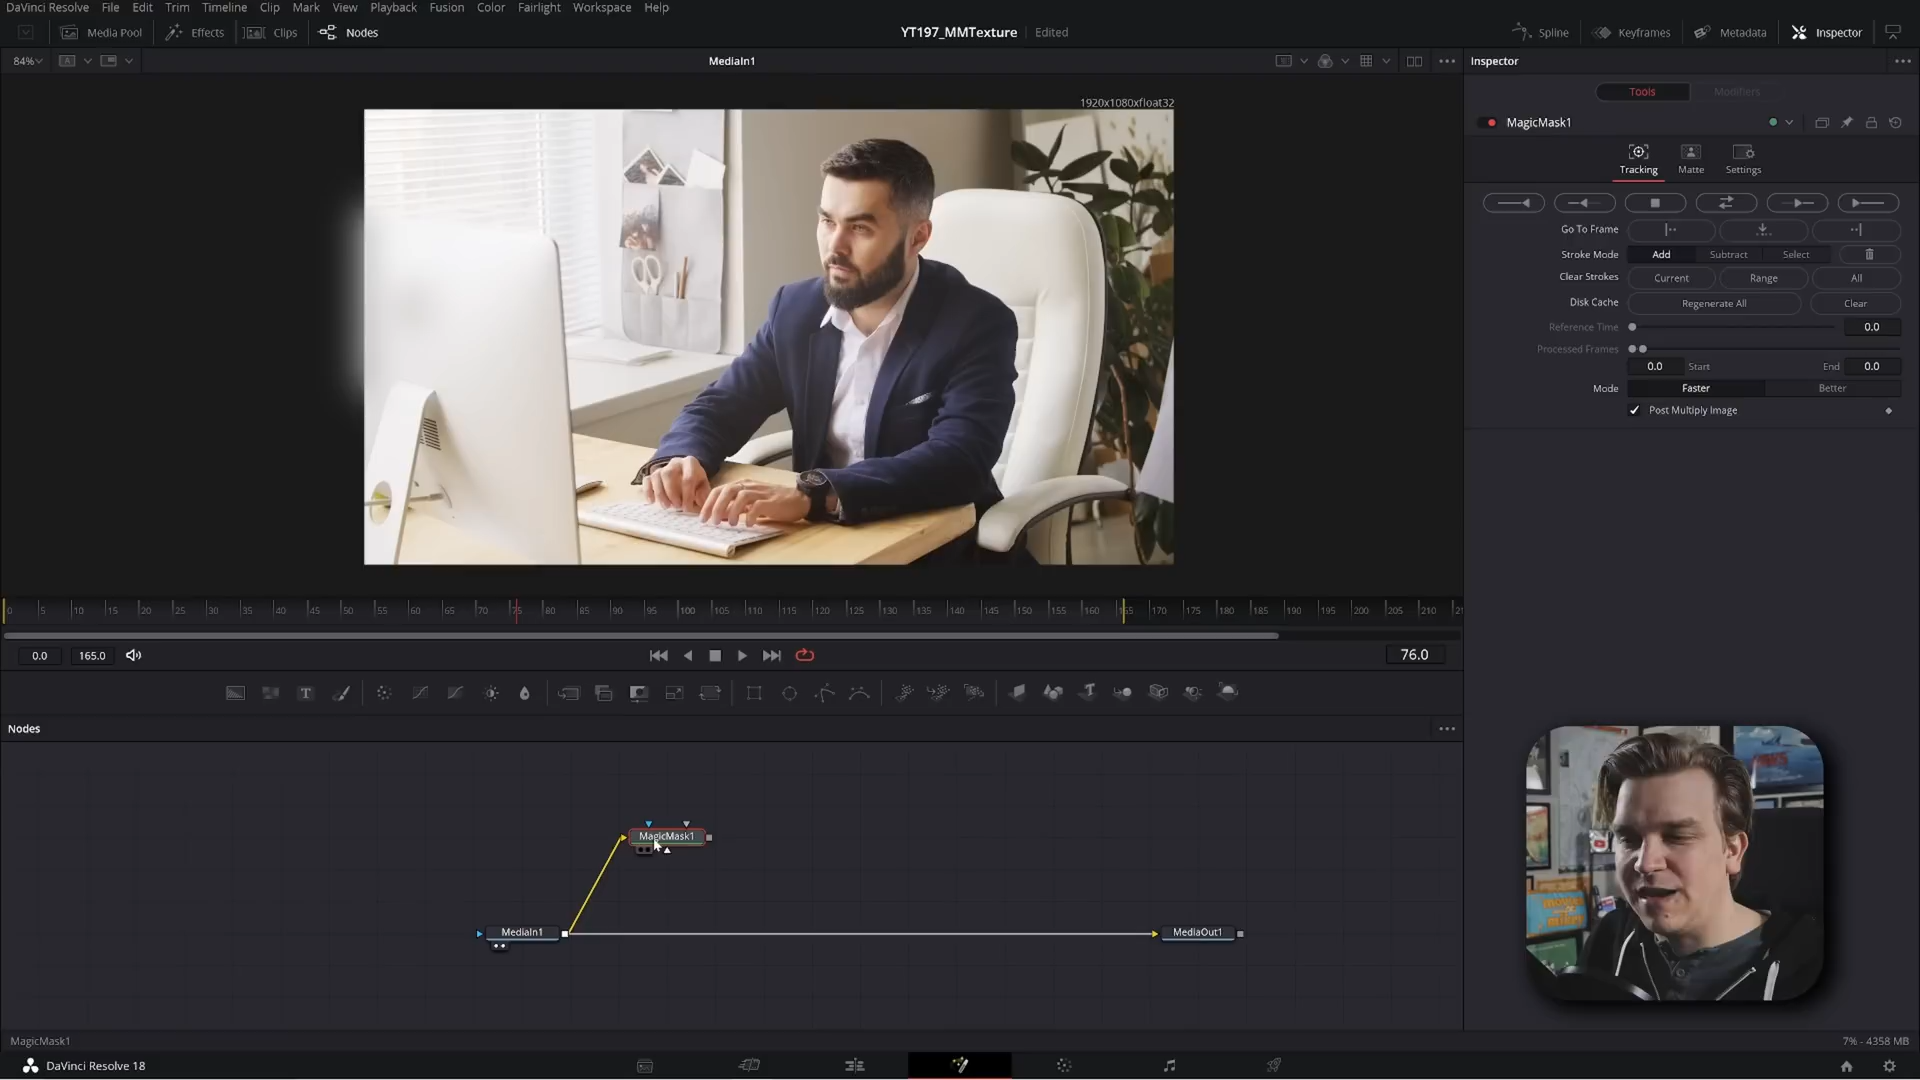 DaVinci Resolve File Edit Trim Timeline Clip Mark View Playback Fusion Color Fairlight Workspace Help
Media Pool Effects Clips Nodes YT197_MMTexture Edited Spline Keyframes Metadata Inspector
84% MediaIn1 Inspector
1920x1080xfloat32
Tools Modifiers
MagicMask1
Tracking Matte Settings
Go To Frame
Stroke Mode Add Subtract Select
Clear Strokes Current Range All
Disk Cache Regenerate All Clear
Reference Time 0.0
Processed Frames
0.0 Start End 0.0
Mode Faster Better
Post Multiply Image
0 5 10 15 20 25 30 35 40 45 50 55 60 65 70 75 80 85 90 95 100 105 110 115 120 125 130 135 140 145 150 155 160 165 170 175 180 185 190 195 200 205 210
0.0 165.0 76.0
Nodes
MagicMask1
MediaIn1 MediaOut1
MagicMask1 7% - 4358 MB
DaVinci Resolve 18